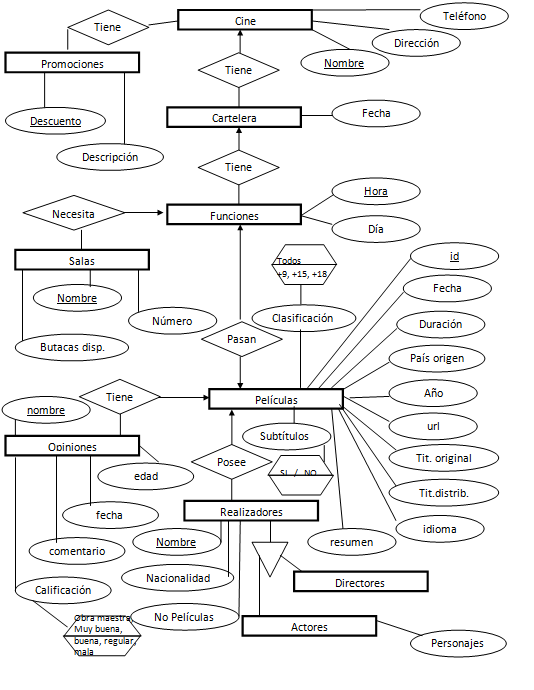 Teléfono
Tiene
Cine
Dirección
Promociones
Tiene
Nombre
Descuento
Cartelera
Fecha
Descripción
Tiene
Hora
Necesita
Funciones
Día
Todos
+9, +15, +18
Salas
id
Nombre
Fecha
Número
Clasificación
Duración
Butacas disp.
Pasan
País origen
Tiene
Películas
Año
nombre
url
Subtítulos
Opiniones
Tit. original
Posee
edad
SI / NO
Tit.distrib.
fecha
Realizadores
idioma
comentario
Nombre
resumen
Nacionalidad
Directores
Calificación
Obra maestra,
Muy buena,
buena, regular,
mala
No Películas
Actores
Personajes